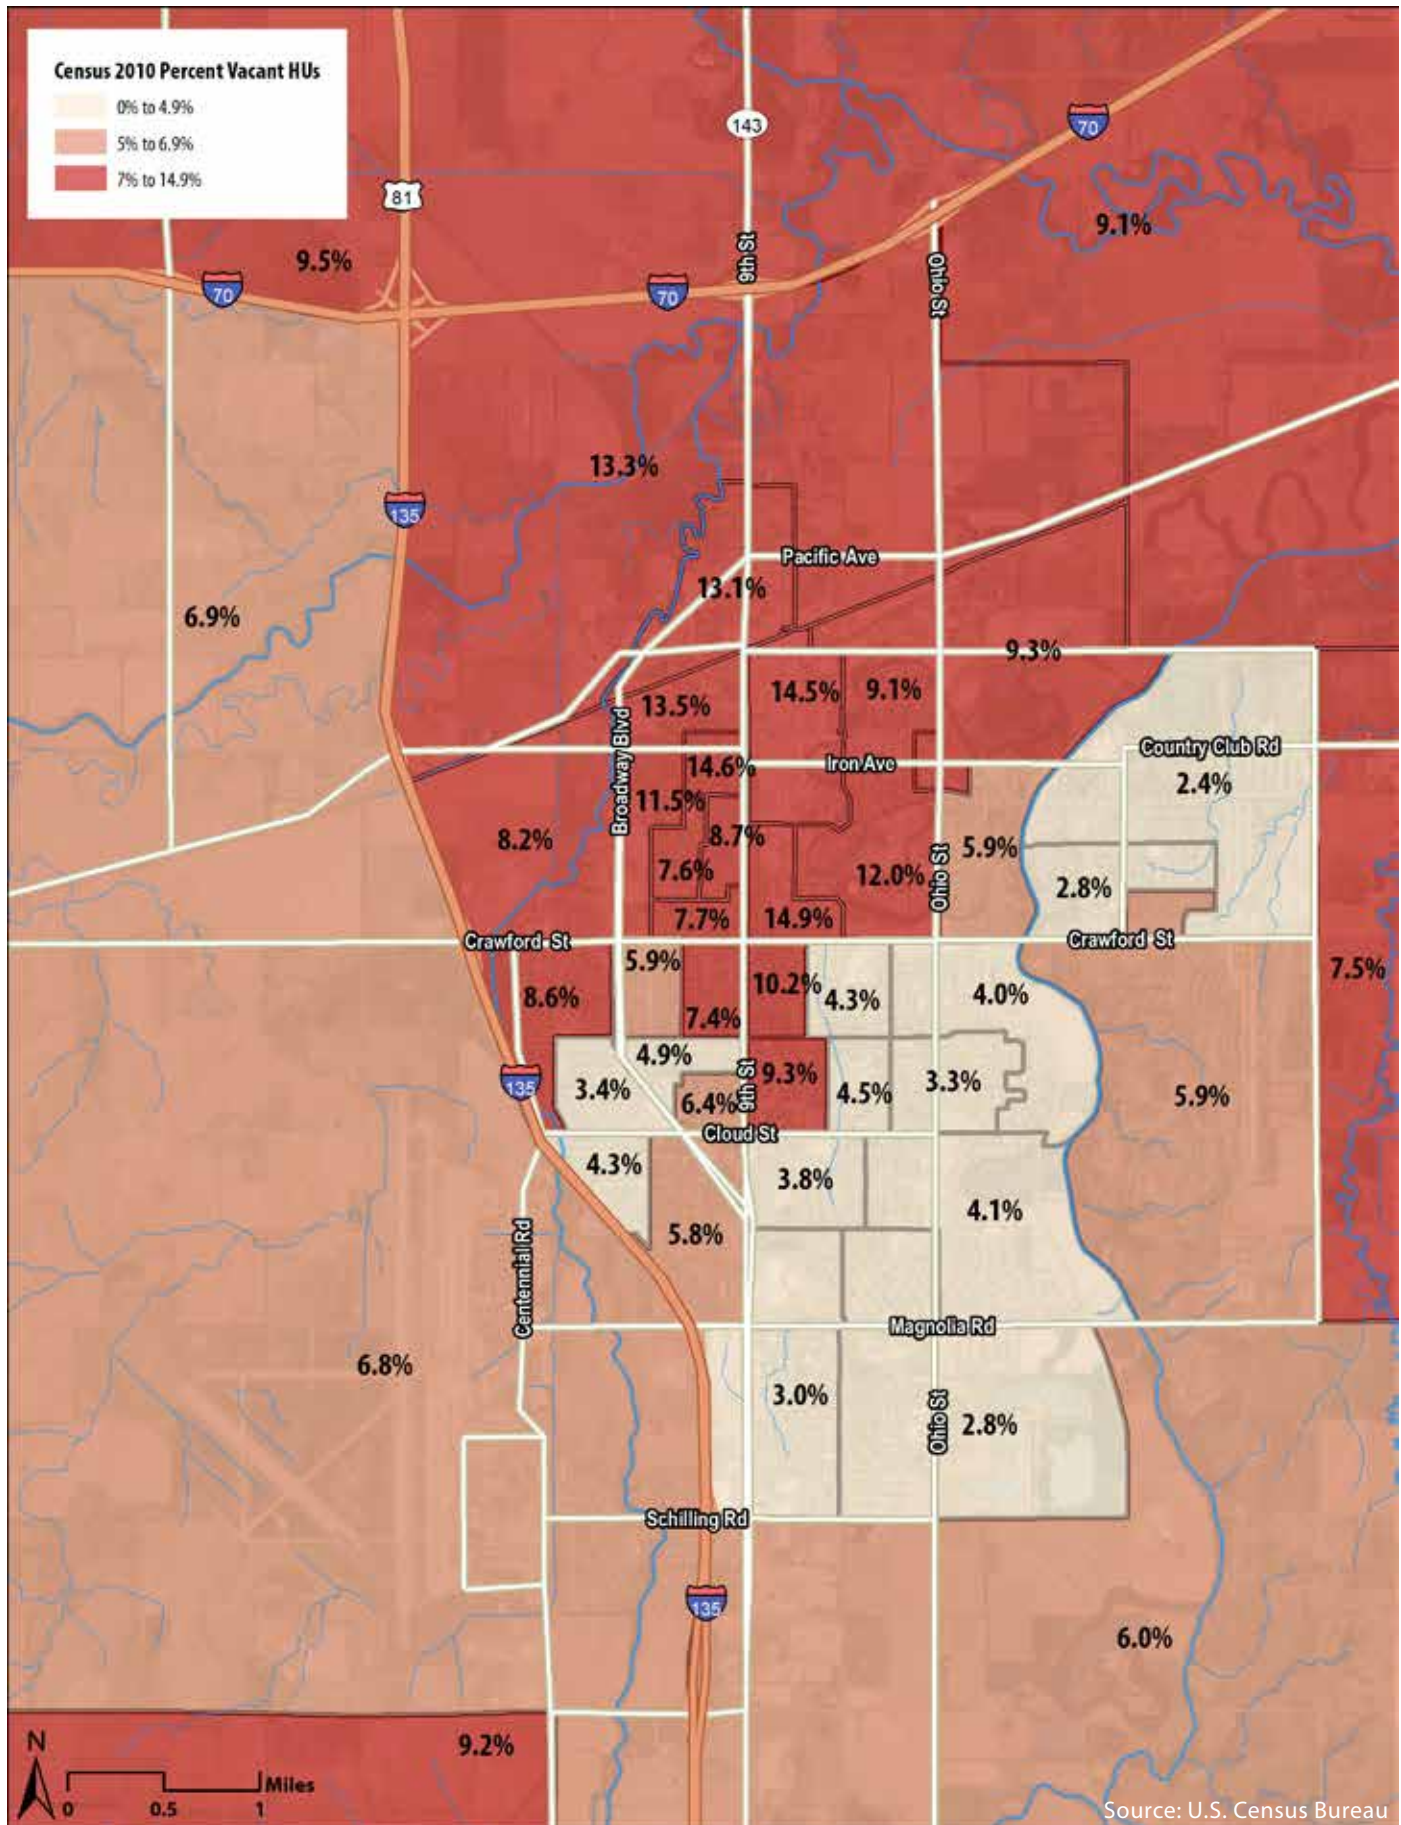 Census 2010 Percent Vacant HUs
0% to 4.9%
5% to 6.9%
7% to 14.9%
143
70
81
9.1%
9th St
9.5%
Ohio St
70
70
13.3%
135
Pacific Ave
13.1%
6.9%
9.3%
14.5%
9.1%
13.5%
Broadway Blvd
Country Club Rd
Iron Ave
14.6%
2.4%
11.5%
8.7%
8.2%
5.9%
7.6%
12.0%
Ohio St
2.8%
7.7%
14.9%
Crawford St
Crawford St
5.9%
7.5%
10.2%
8.6%
4.3%
4.0%
7.4%
4.9%
9th St
9.3%
135
3.4%
4.5%
3.3%
5.9%
6.4%
Cloud St
4.3%
3.8%
4.1%
5.8%
Centennial Rd
Magnolia Rd
6.8%
3.0%
Ohio St
2.8%
Schilling Rd
135
6.0%
9.2%
N
Miles
0 0.5 1
Source: U.S. Census Bureau